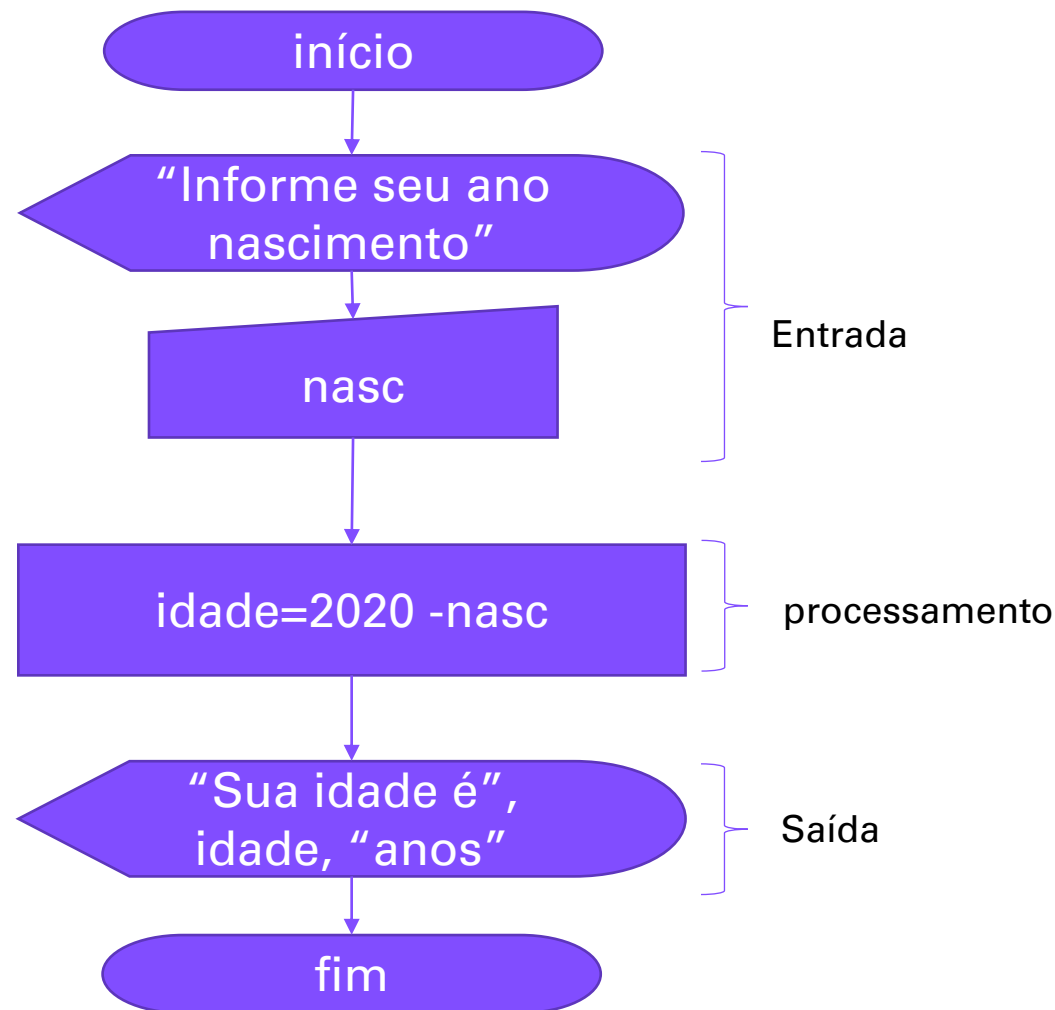 início
“Informe seu ano
nascimento”
nasc
Entrada
idade=2020 -nasc
processamento
“Sua idade é”,
idade, “anos”
Saída
fim